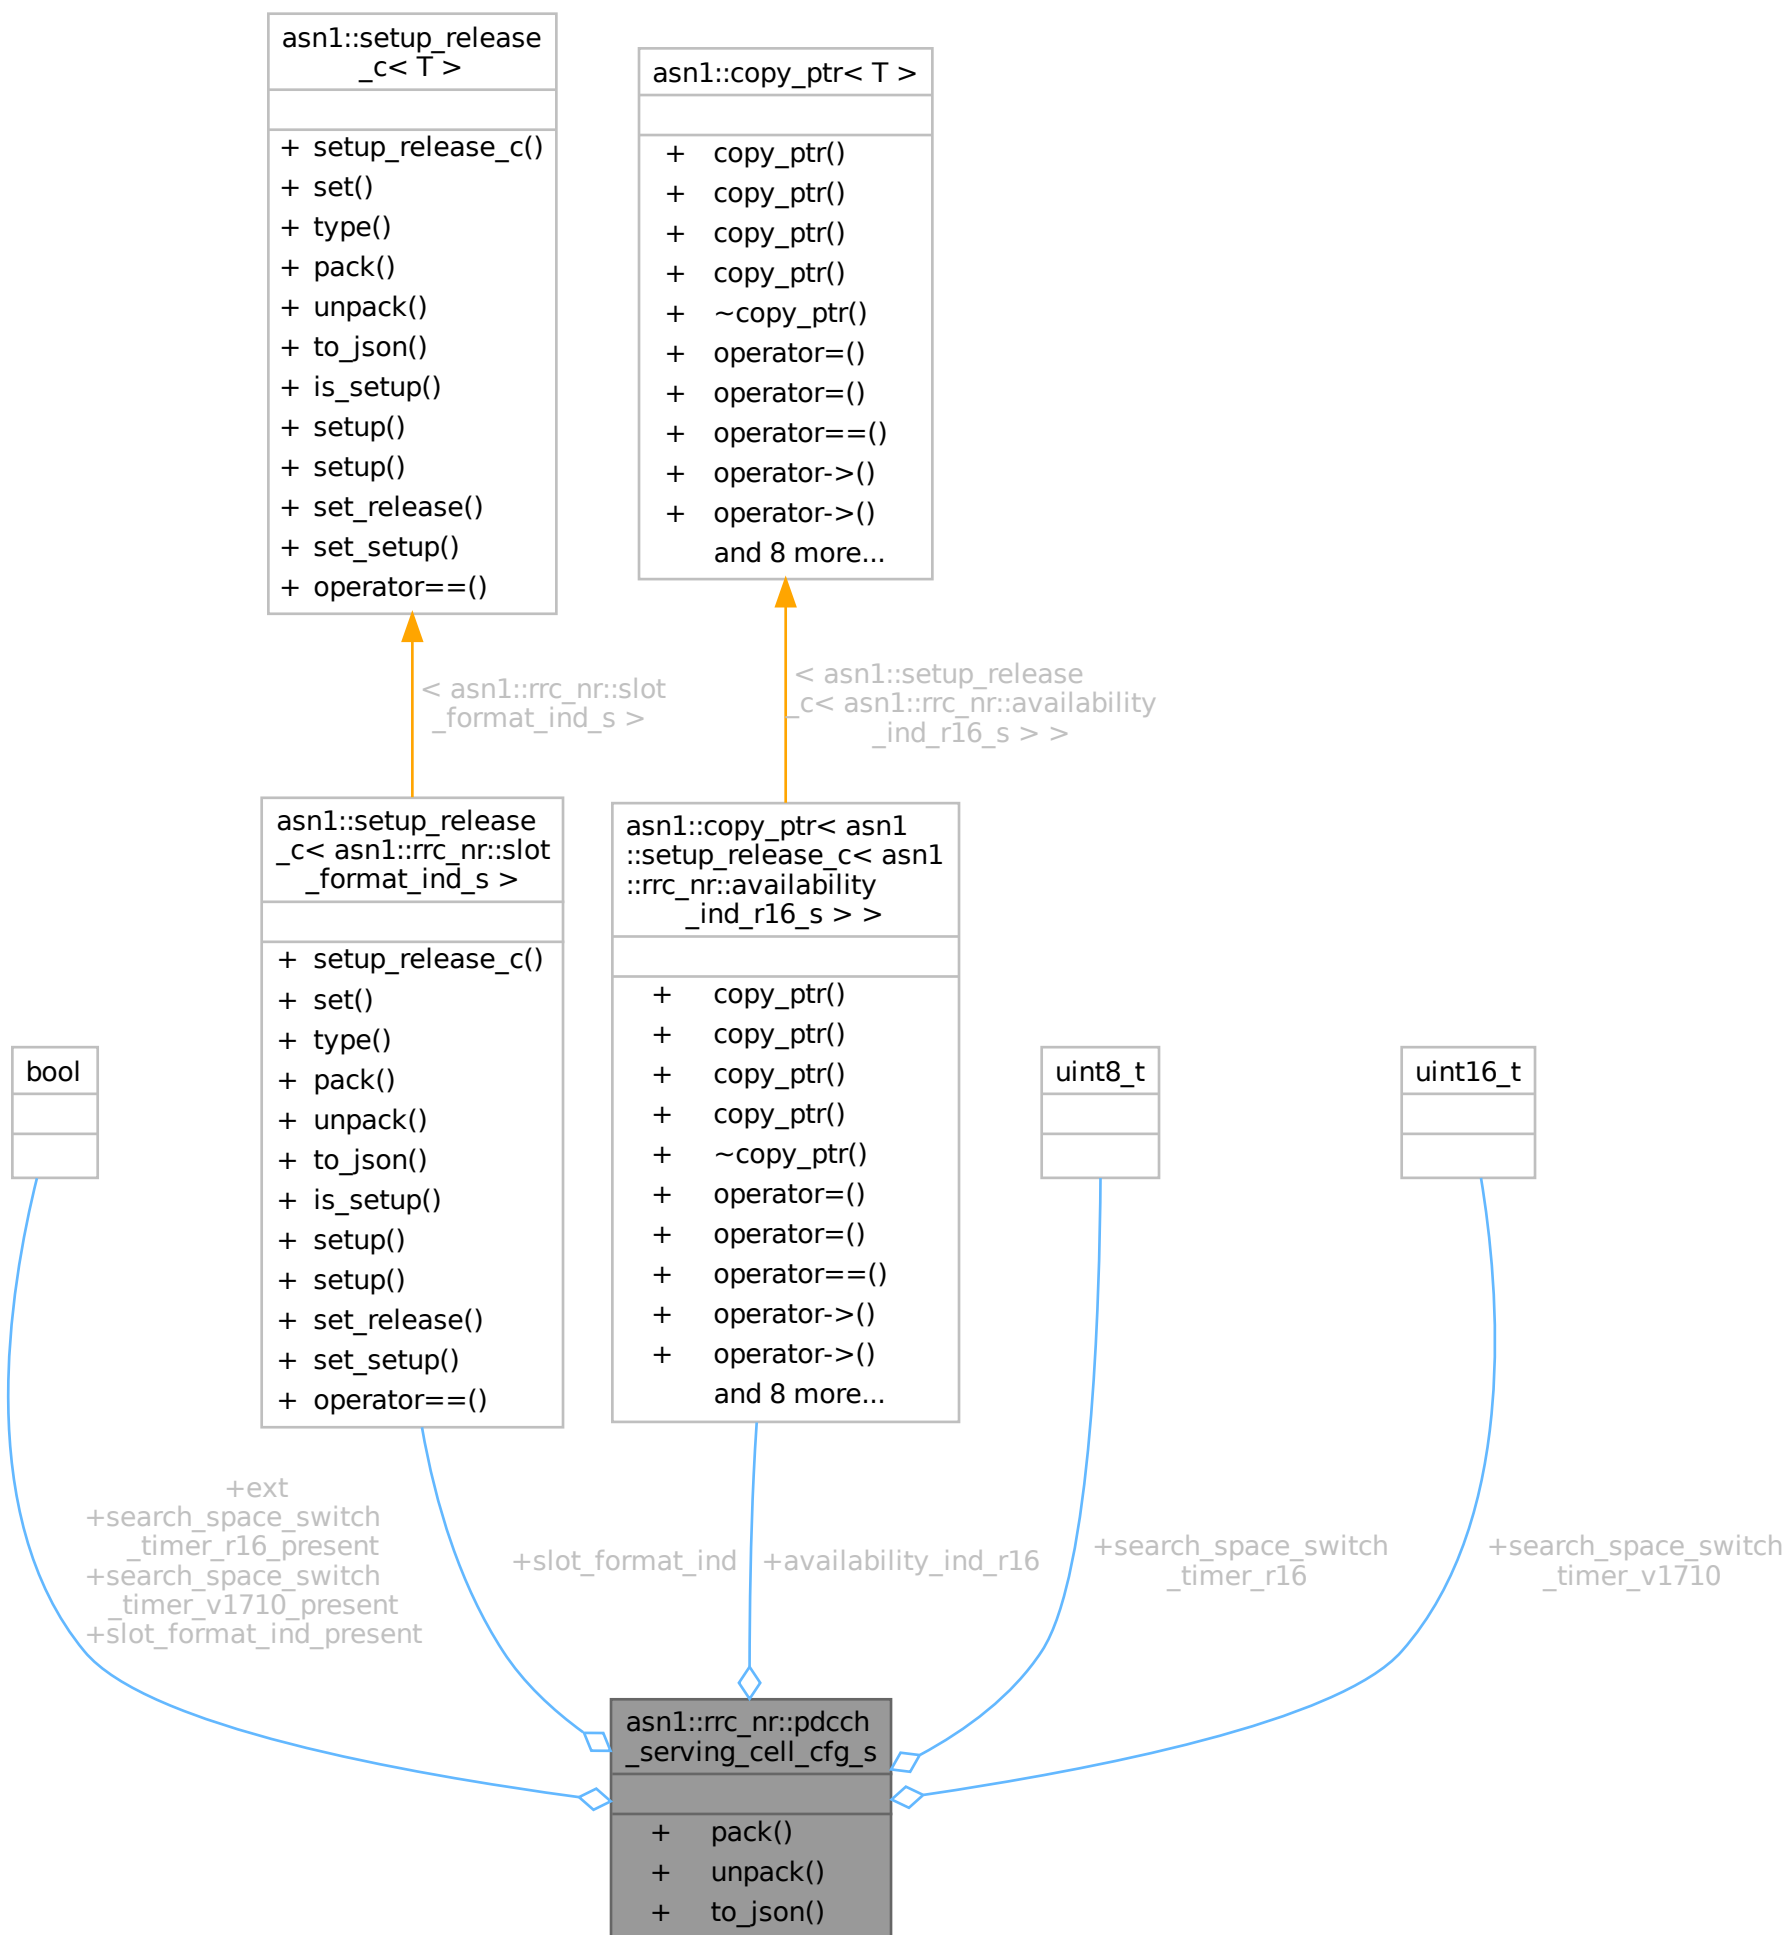 asn1::setup_release
_c< T >
+ setup_release_c()
+ set()
+ type()
+ pack()
+ unpack()
+ to_json()
+ is_setup()
+ setup()
+ setup()
+ set_release()
+ set_setup()
+ operator==()
asn1::copy_ptr< T >
+ copy_ptr()
+ copy_ptr()
+ copy_ptr()
+ copy_ptr()
+ ~copy_ptr()
+ operator=()
+ operator=()
+ operator==()
+ operator->()
+ operator->()
and 8 more...
< asn1::rrc_nr::slot
_format_ind_s >
< asn1::setup_release
_c< asn1::rrc_nr::availability
_ind_r16_s > >
asn1::setup_release
_c< asn1::rrc_nr::slot
_format_ind_s >
+ setup_release_c()
+ set()
+ type()
+ pack()
+ unpack()
+ to_json()
+ is_setup()
+ setup()
+ setup()
+ set_release()
+ set_setup()
+ operator==()
asn1::copy_ptr< asn1
::setup_release_c< asn1
::rrc_nr::availability
_ind_r16_s > >
+ copy_ptr()
+ copy_ptr()
+ copy_ptr()
+ copy_ptr()
+ ~copy_ptr()
+ operator=()
+ operator=()
+ operator==()
+ operator->()
+ operator->()
and 8 more...
bool
uint8_t
uint16_t
+ext
+search_space_switch
_timer_r16_present
+search_space_switch
_timer_v1710_present
+slot_format_ind_present
+slot_format_ind
+availability_ind_r16
+search_space_switch
_timer_r16
+search_space_switch
_timer_v1710
asn1::rrc_nr::pdcch
_serving_cell_cfg_s
+ pack()
+ unpack()
+ to_json()